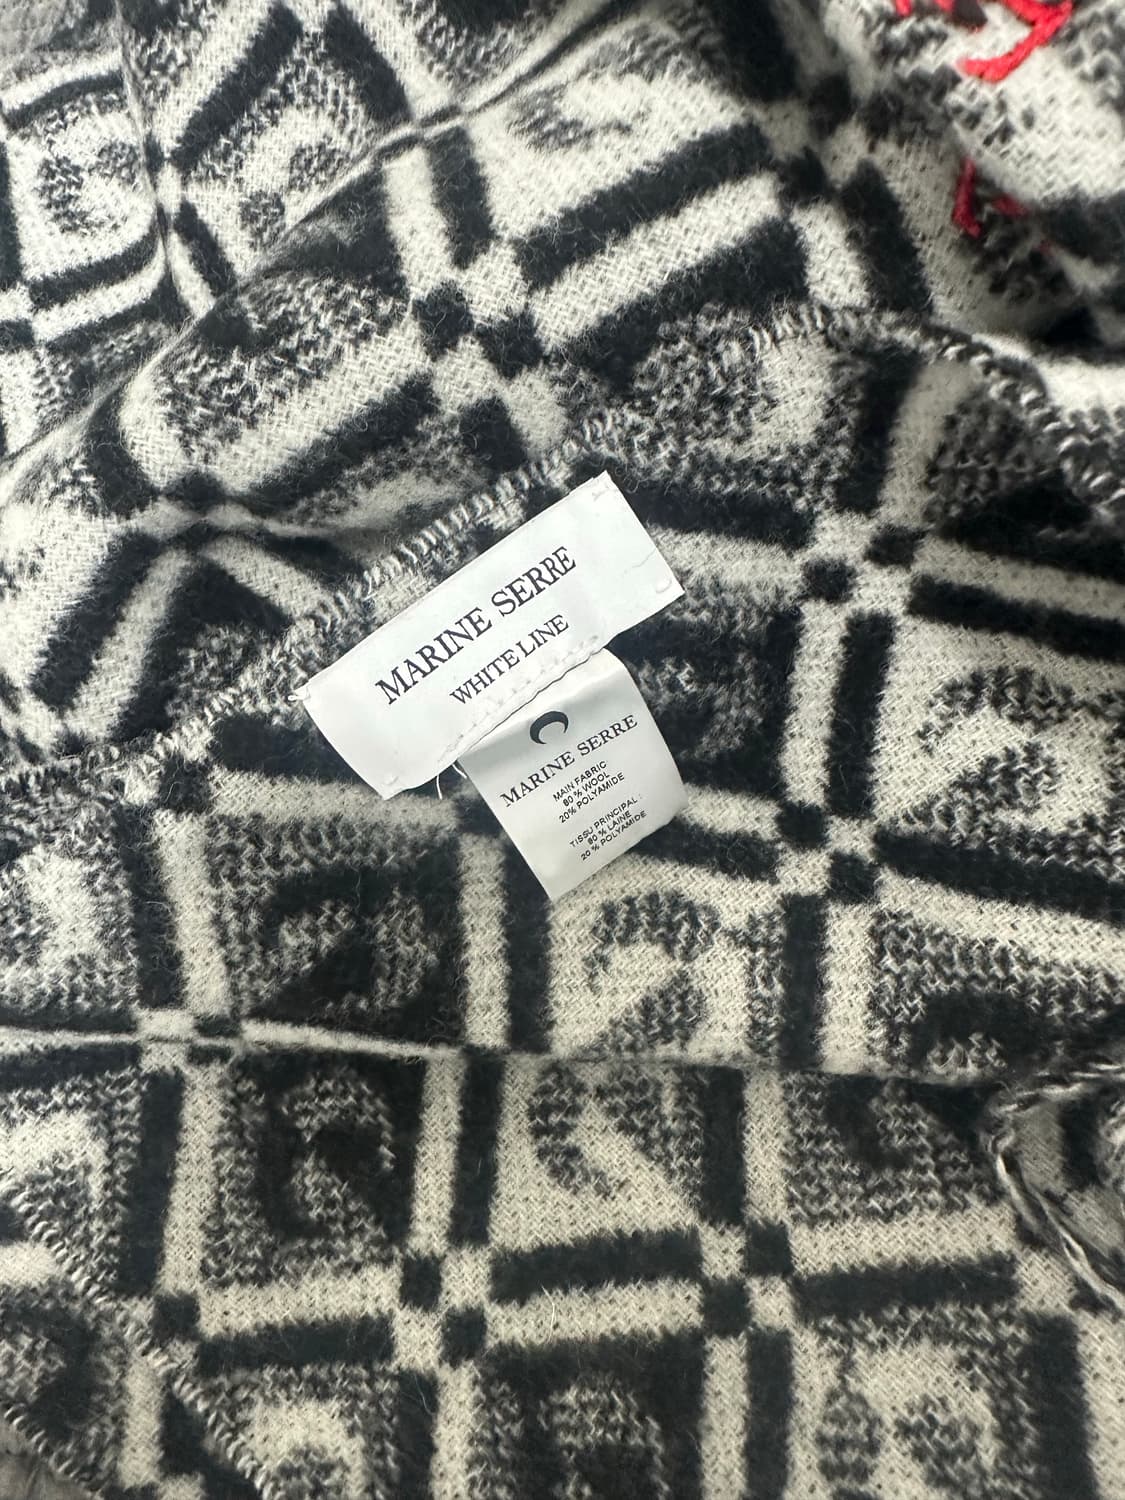 MARINE SERRE
WHITE LINE
MARINE SERRE
MAIN FABRIC
80 % WOOL
20% POLYAMIDE
TISSU PRINCIPAL :
80 % LAINE
20 % POLYAMIDE